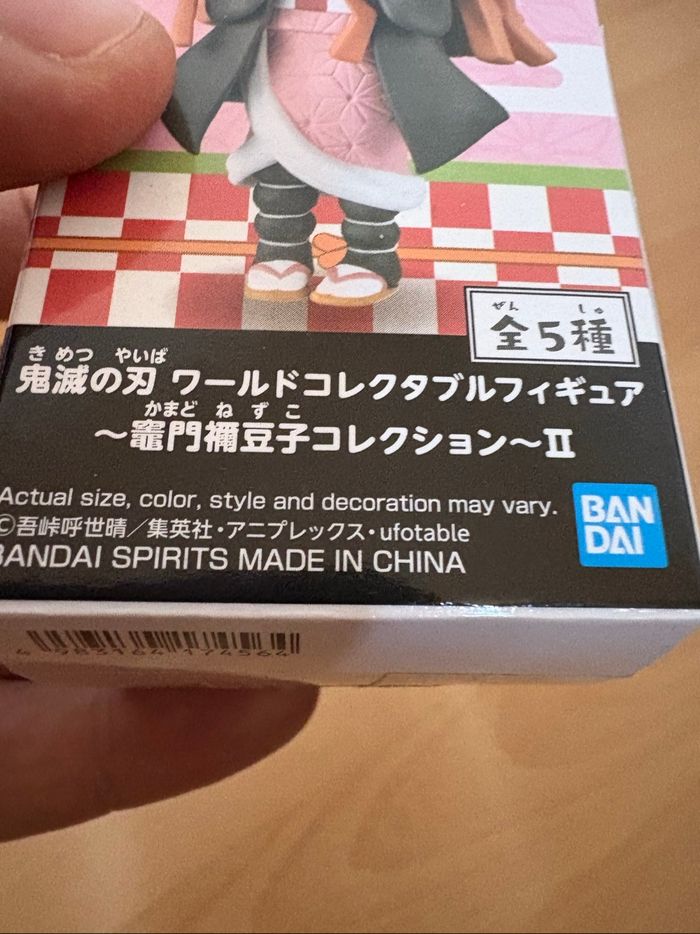 ぜん しゅ
全5種
きめつ やいば
鬼滅の刃 ワールドコレクタブルフィギュア
かまど ねずこ
～竈門禰豆子コレクション～Ⅱ
Actual size, color, style and decoration may vary.
©吾峠呼世晴／集英社・アニプレックス・ufotable
BANDAI SPIRITS MADE IN CHINA
BAN
DAI
4 983164 174564